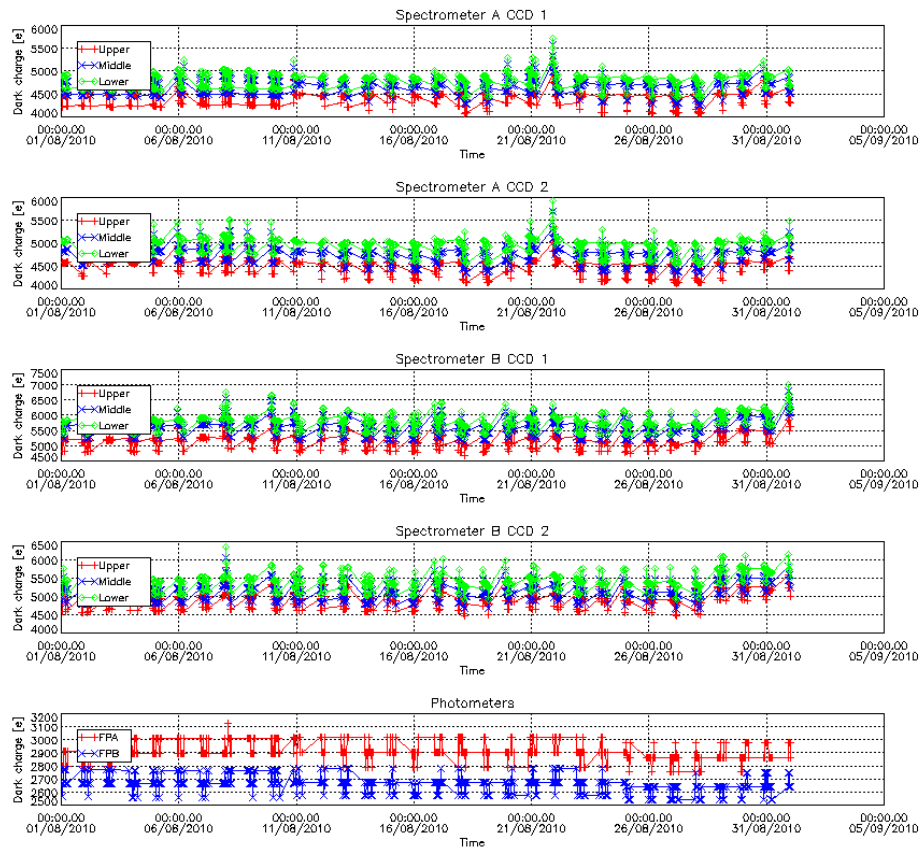 Spectrometer A CCD 1
Dark charge [e]
6000
5500
5000
4500
4000
Upper
Middle
Lower
00:00.00 00:00.00 00:00.00 00:00.00 00:00.00 00:00.00 00:00.00 00:00.00
01/08/2010 06/08/2010 11/08/2010 16/08/2010 21/08/2010 26/08/2010 31/08/2010 05/09/2010
Time
Spectrometer A CCD 2
Dark charge [e]
6000
5500
5000
4500
4000
Upper
Middle
Lower
00:00.00 00:00.00 00:00.00 00:00.00 00:00.00 00:00.00 00:00.00 00:00.00
01/08/2010 06/08/2010 11/08/2010 16/08/2010 21/08/2010 26/08/2010 31/08/2010 05/09/2010
Time
Spectrometer B CCD 1
Dark charge [e]
7500
7000
6500
6000
5500
5000
4500
Upper
Middle
Lower
00:00.00 00:00.00 00:00.00 00:00.00 00:00.00 00:00.00 00:00.00 00:00.00
01/08/2010 06/08/2010 11/08/2010 16/08/2010 21/08/2010 26/08/2010 31/08/2010 05/09/2010
Time
Spectrometer B CCD 2
Dark charge [e]
6500
6000
5500
5000
4500
4000
Upper
Middle
Lower
00:00.00 00:00.00 00:00.00 00:00.00 00:00.00 00:00.00 00:00.00 00:00.00
01/08/2010 06/08/2010 11/08/2010 16/08/2010 21/08/2010 26/08/2010 31/08/2010 05/09/2010
Time
Photometers
Dark charge [e]
3200
3100
3000
2900
2800
2700
2600
2500
FPA
FPB
00:00.00 00:00.00 00:00.00 00:00.00 00:00.00 00:00.00 00:00.00 00:00.00
01/08/2010 06/08/2010 11/08/2010 16/08/2010 21/08/2010 26/08/2010 31/08/2010 05/09/2010
Time